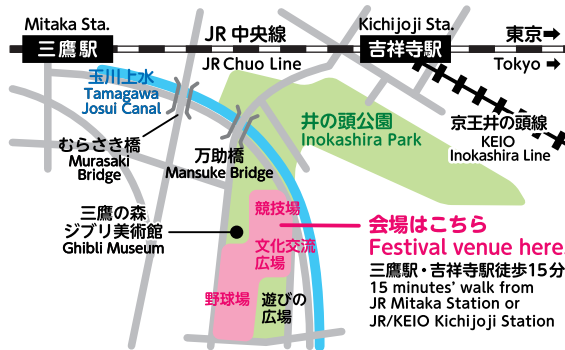 Mitaka Sta.
三鷹駅
JR 中央線
JR Chuo Line
Kichijoji Sta.
吉祥寺駅
東京
Tokyo
玉川上水
Tamagawa
Josui Canal
むらさき橋
Murasaki
Bridge
万助橋
Mansuke Bridge
井の頭公園
Inokashira Park
京王井の頭線
KEIO
Inokashira Line
三鷹の森
ジブリ美術館
Ghibli Museum
競技場
文化交流
広場
野球場
遊びの
広場
会場はこちら
Festival venue here.
三鷹駅・吉祥寺駅徒歩15分
15 minutes’ walk from
JR Mitaka Station or
JR/KEIO Kichijoji Station